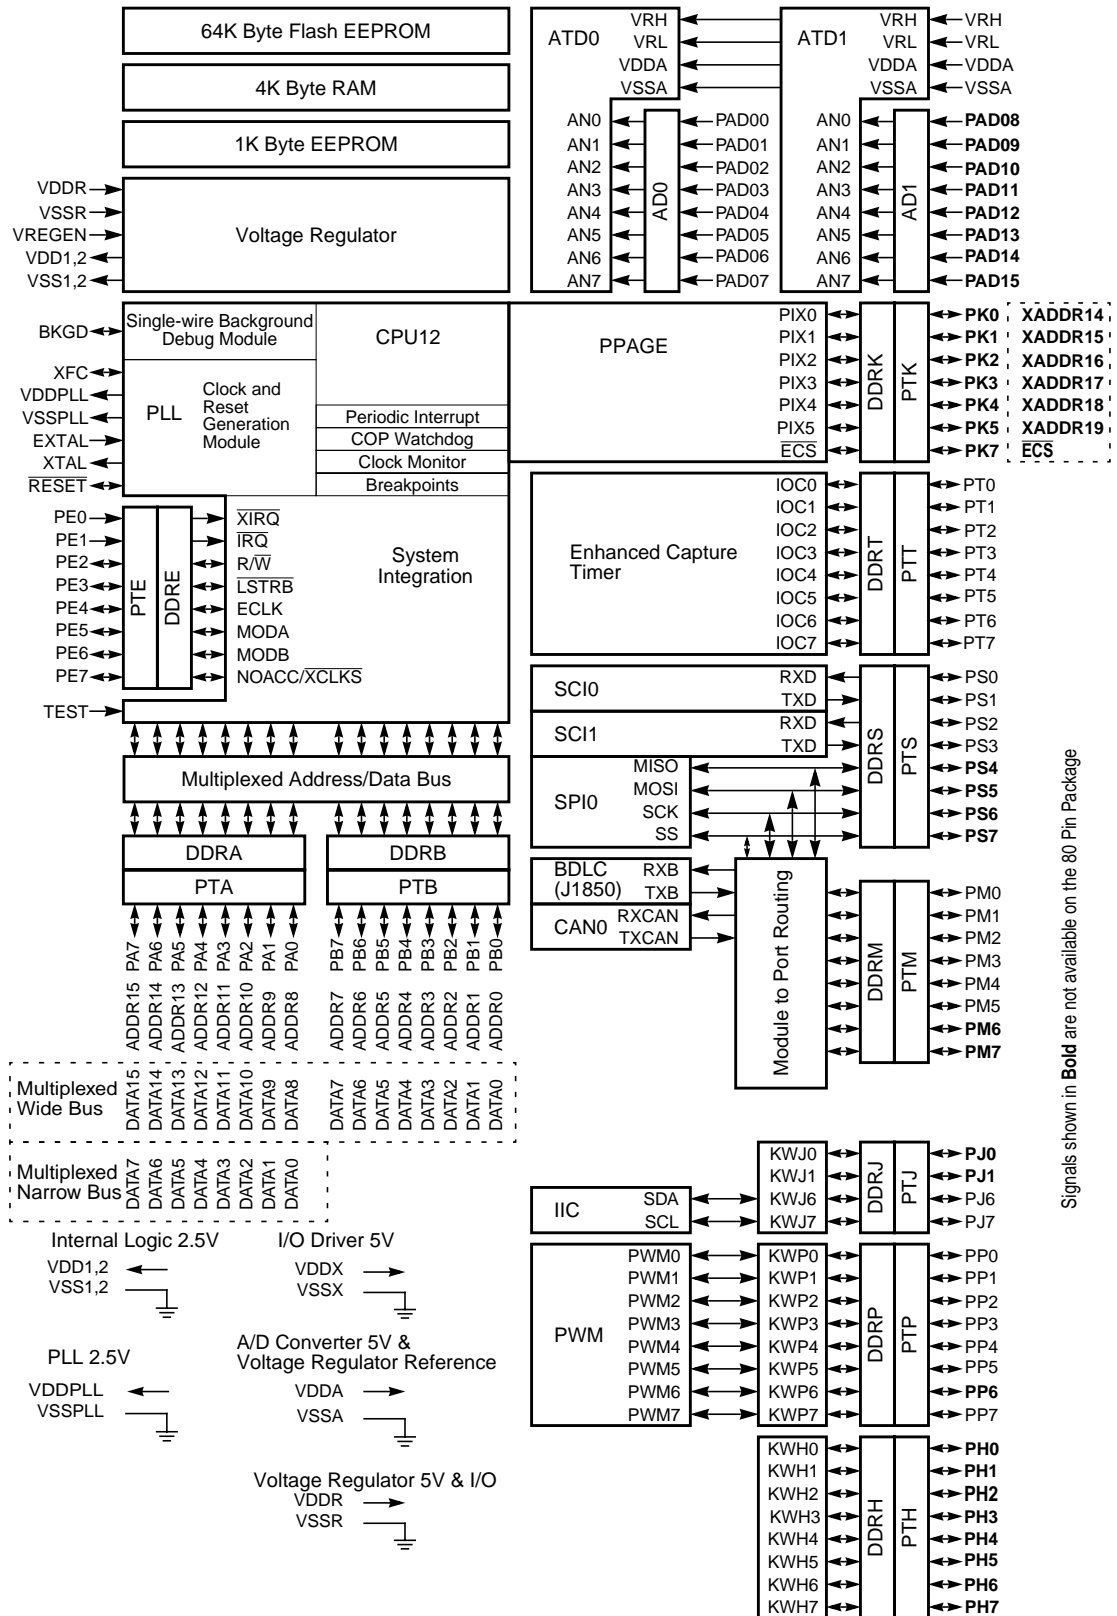 64K Byte Flash EEPROM
4K Byte RAM
1K Byte EEPROM
VDDR
VSSR
VREGEN
VDD1,2
VSS1,2
Voltage Regulator
ATD0
VRH
VRL
VDDA
VSSA
AN0
AN1
AN2
AN3
AN4
AN5
AN6
AN7
AD0
PAD00
PAD01
PAD02
PAD03
PAD04
PAD05
PAD06
PAD07
ATD1
VRH
VRL
VDDA
VSSA
VRH
VRL
VDDA
VSSA
AN0
AN1
AN2
AN3
AN4
AN5
AN6
AN7
AD1
PAD08
PAD09
PAD10
PAD11
PAD12
PAD13
PAD14
PAD15
BKGD
XFC
VDDPLL
VSSPLL
EXTAL
XTAL
RESET
Single-wire Background
Debug Module
CPU12
PLL
Clock and
Reset
Generation
Module
Periodic Interrupt
COP Watchdog
Clock Monitor
Breakpoints
PPAGE
PIX0
PIX1
PIX2
PIX3
PIX4
PIX5
ECS
DDRK
PTK
PK0 XADDR14
PK1 XADDR15
PK2 XADDR16
PK3 XADDR17
PK4 XADDR18
PK5 XADDR19
PK7 ECS
PE0
PE1
PE2
PE3
PE4
PE5
PE6
PE7
TEST
PTE
DDRE
XIRQ
IRQ
R/W
LSTRB
ECLK
MODA
MODB
NOACC/XCLKS
System
Integration
Enhanced Capture
Timer
IOC0
IOC1
IOC2
IOC3
IOC4
IOC5
IOC6
IOC7
DDRT
PTT
PT0
PT1
PT2
PT3
PT4
PT5
PT6
PT7
SCI0
RXD
TXD
SCI1
RXD
TXD
SPI0
MISO
MOSI
SCK
SS
DDRS
PTS
PS0
PS1
PS2
PS3
PS4
PS5
PS6
PS7
Multiplexed Address/Data Bus
DDRA
PTA
DDRB
PTB
PA7
PA6
PA5
PA4
PA3
PA2
PA1
PA0
PB7
PB6
PB5
PB4
PB3
PB2
PB1
PB0
ADDR15
ADDR14
ADDR13
ADDR12
ADDR11
ADDR10
ADDR9
ADDR8
ADDR7
ADDR6
ADDR5
ADDR4
ADDR3
ADDR2
ADDR1
ADDR0
Multiplexed
Wide Bus
DATA15
DATA14
DATA13
DATA12
DATA11
DATA10
DATA9
DATA8
DATA7
DATA6
DATA5
DATA4
DATA3
DATA2
DATA1
DATA0
Multiplexed
Narrow Bus
DATA7
DATA6
DATA5
DATA4
DATA3
DATA2
DATA1
DATA0
BDLC
(J1850)
RXB
TXB
CAN0
RXCAN
TXCAN
Module to Port Routing
DDRM
PTM
PM0
PM1
PM2
PM3
PM4
PM5
PM6
PM7
Signals shown in Bold are not available on the 80 Pin Package
IIC
SDA
SCL
KWJ0
KWJ1
KWJ6
KWJ7
DDRJ
PTJ
PJ0
PJ1
PJ6
PJ7
PWM
PWM0
PWM1
PWM2
PWM3
PWM4
PWM5
PWM6
PWM7
KWP0
KWP1
KWP2
KWP3
KWP4
KWP5
KWP6
KWP7
DDRP
PTP
PP0
PP1
PP2
PP3
PP4
PP5
PP6
PP7
KWH0
KWH1
KWH2
KWH3
KWH4
KWH5
KWH6
KWH7
DDRH
PTH
PH0
PH1
PH2
PH3
PH4
PH5
PH6
PH7
Internal Logic 2.5V
VDD1,2
VSS1,2
I/O Driver 5V
VDDX
VSSX
PLL 2.5V
VDDPLL
VSSPLL
A/D Converter 5V &
Voltage Regulator Reference
VDDA
VSSA
Voltage Regulator 5V & I/O
VDDR
VSSR